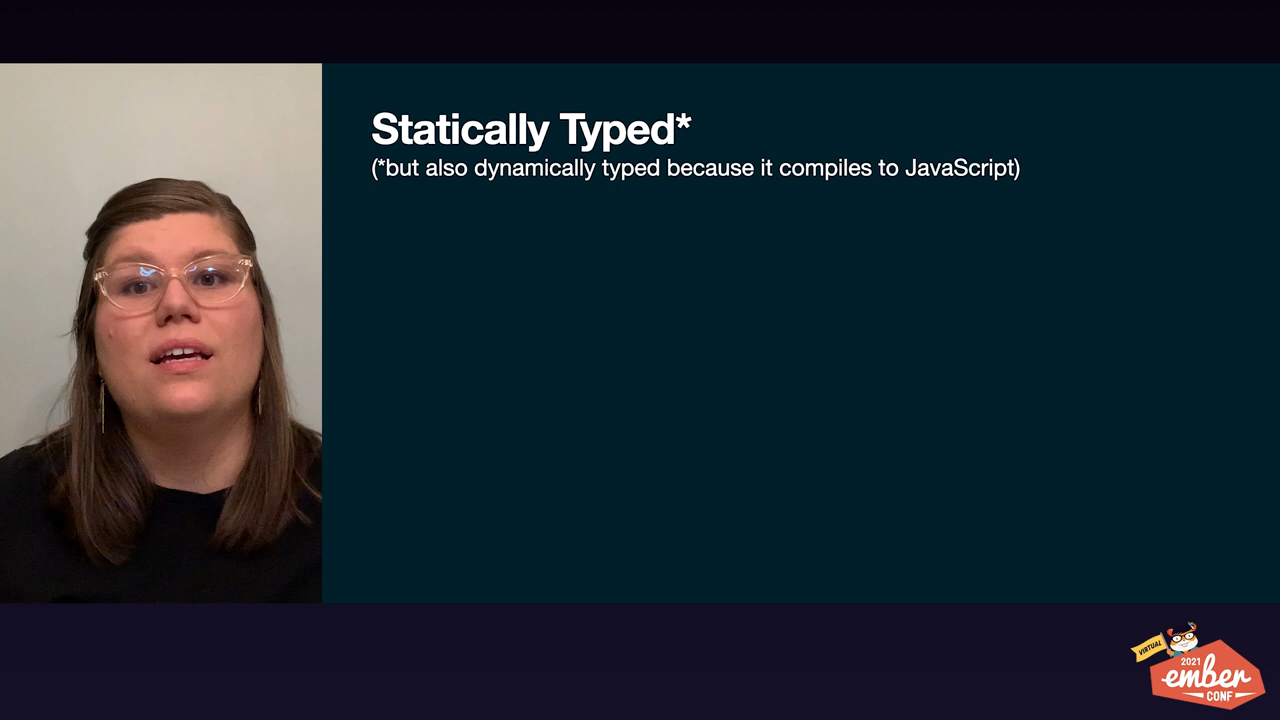 Statically Typed*
(*but also dynamically typed because it compiles to JavaScript)
VIRTUAL
2021
ember
CONF